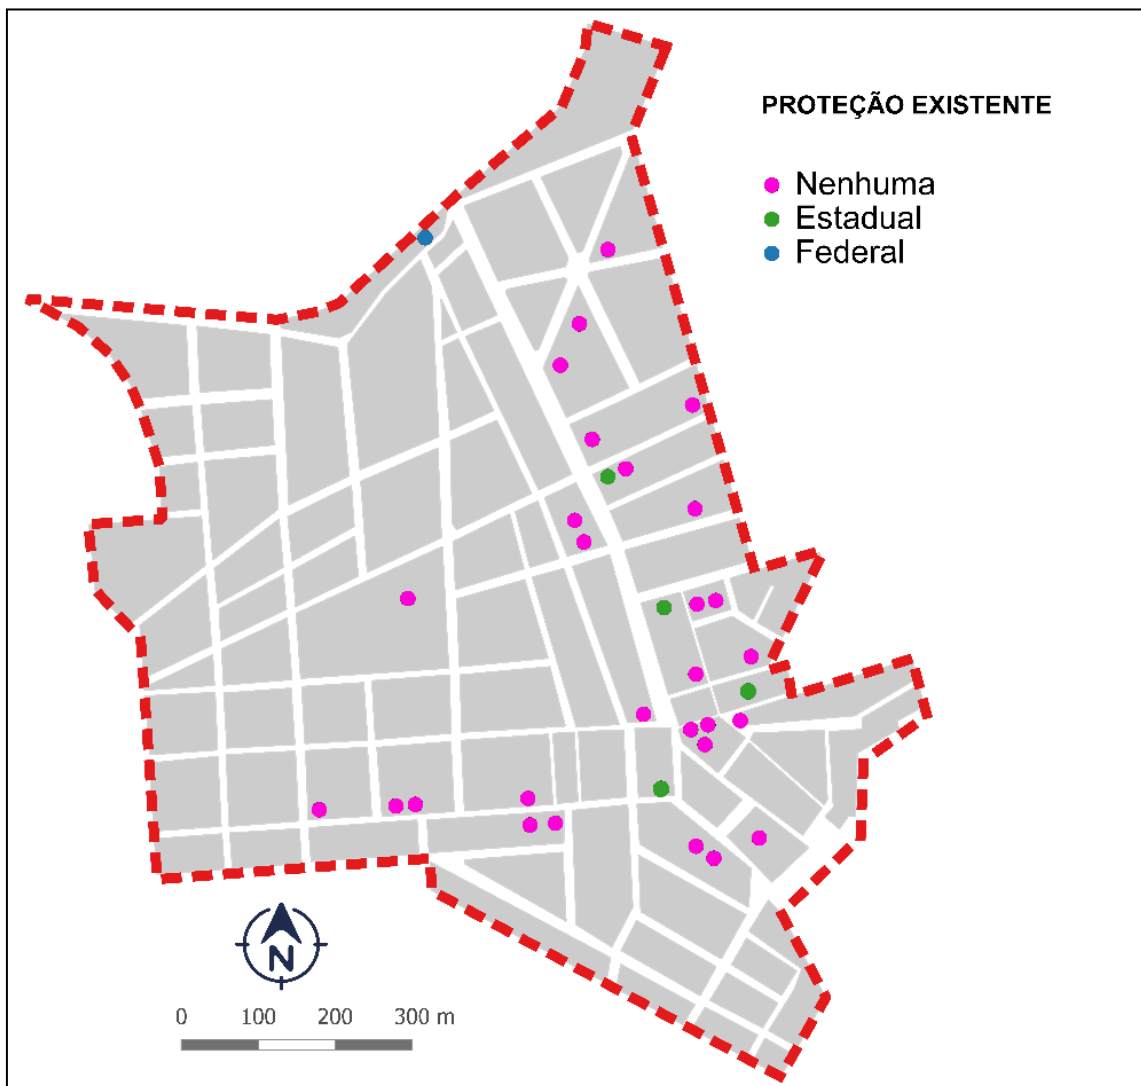 PROTEÇÃO EXISTENTE
Nenhuma
Estadual
Federal
N
0 100 200 300 m